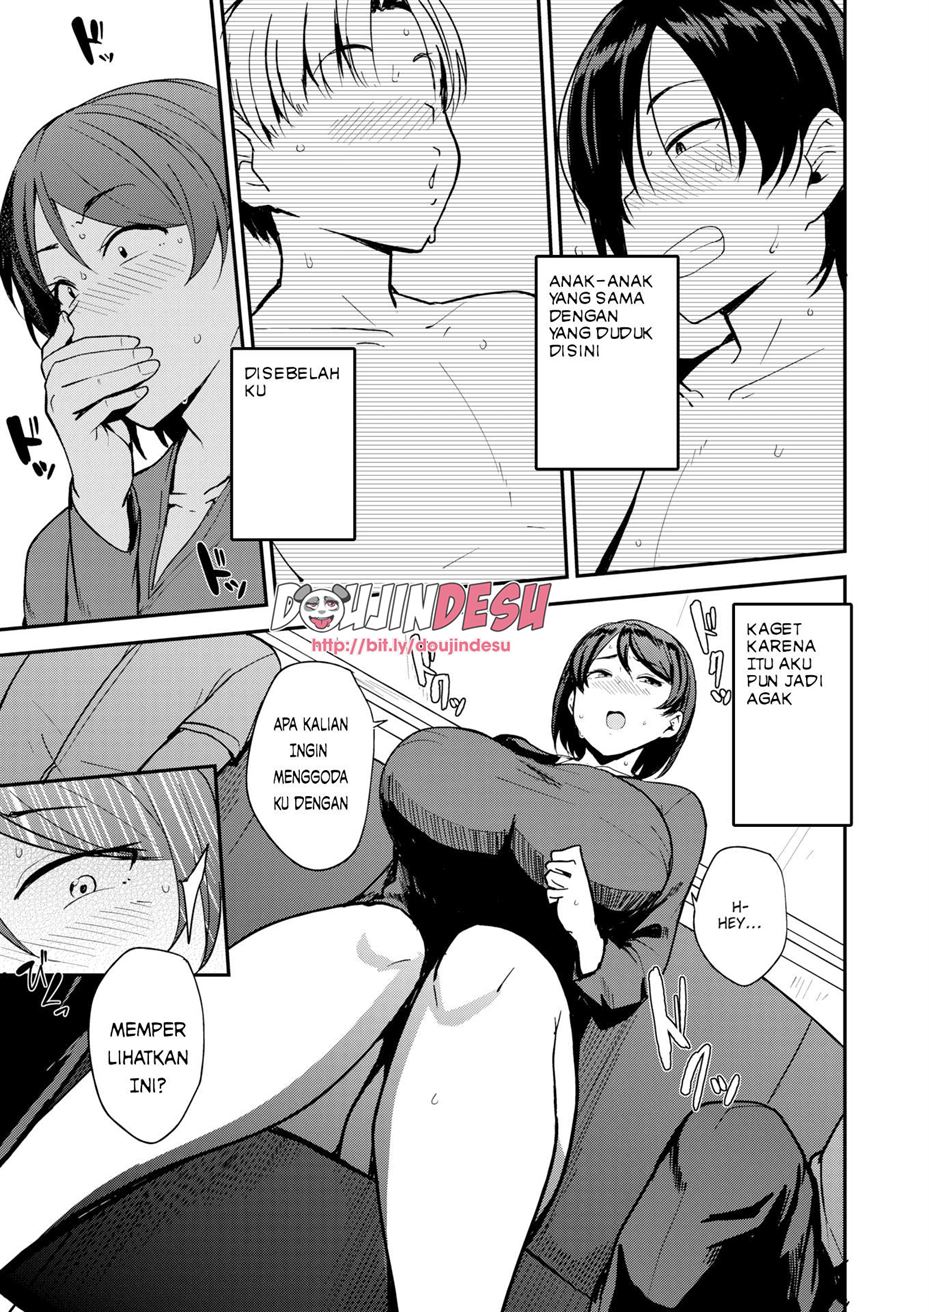 ANAK-ANAK
YANG SAMA
DENGAN
YANG DUDUK
DISINI
DISEBELAH
KU
ドッ
ドッ
ドッ
DOUJINDESU
http://bit.ly/doujindesu
KAGET
KARENA
ITU AKU
PUN JADI
AGAK
H-
HEY...
APA KALIAN
INGIN
MENGGODA
KU DENGAN
MEMPER
LIHATKAN
INI?